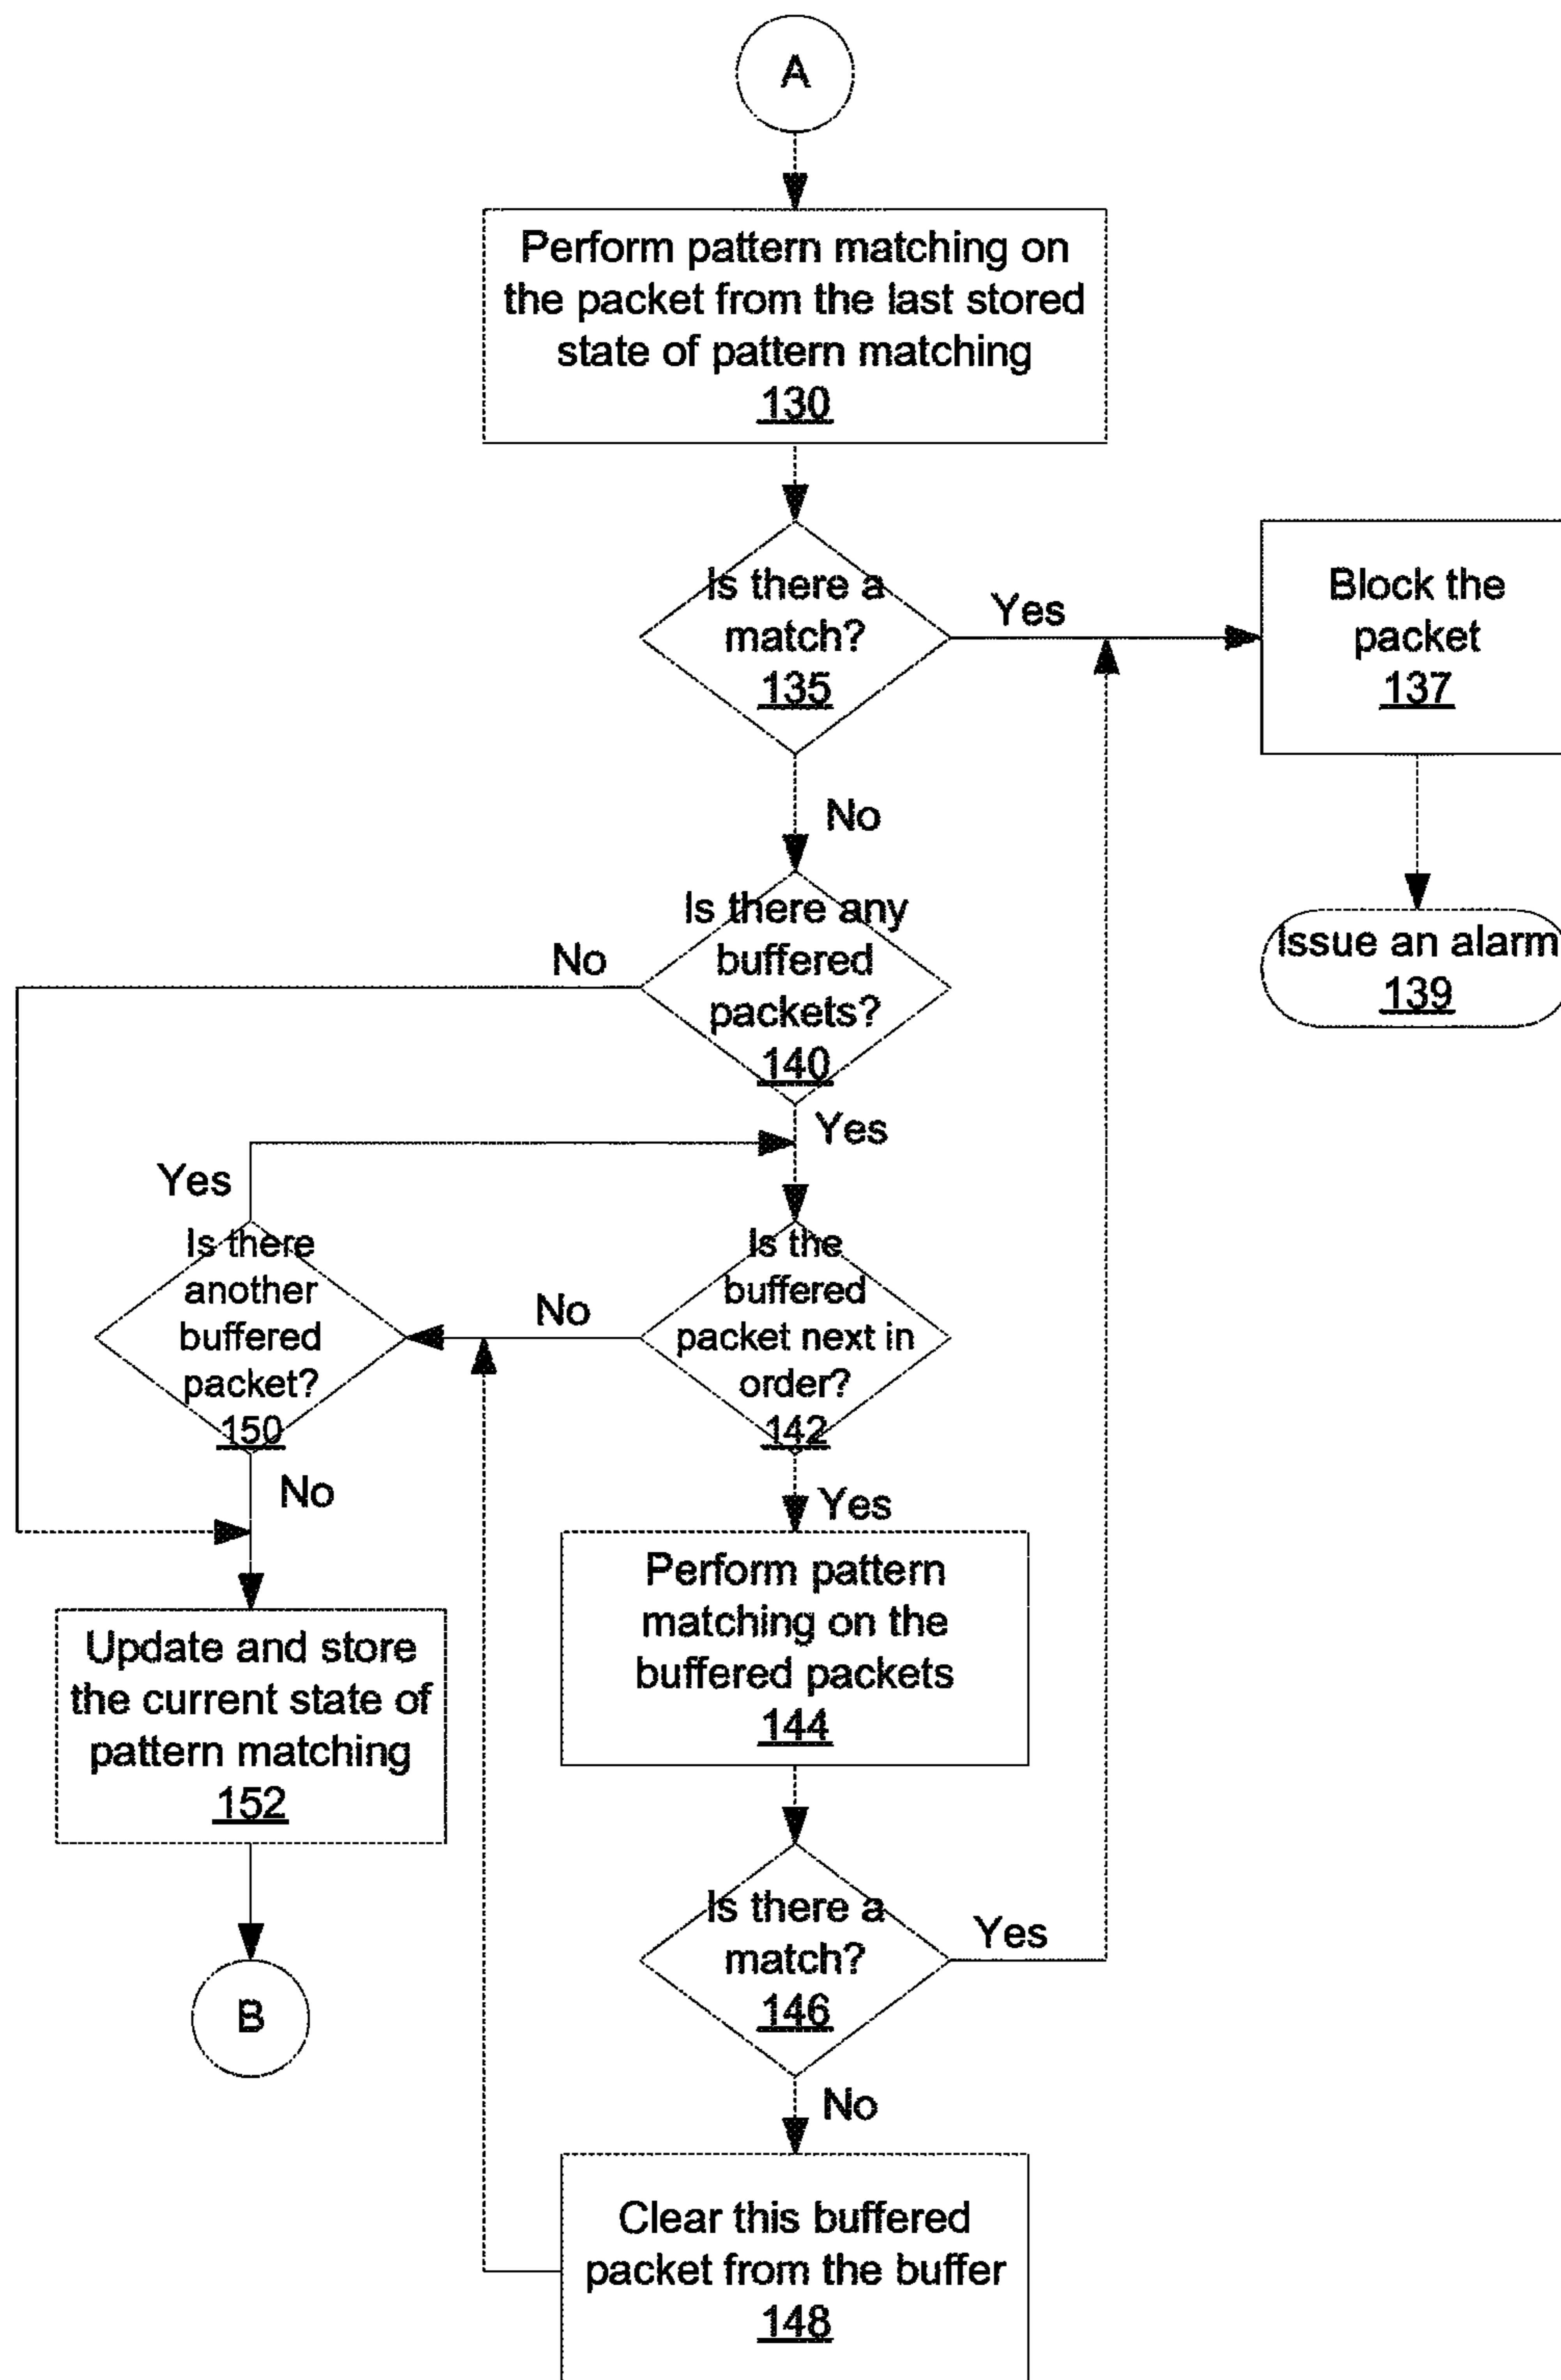 A
Perform pattern matching on
the packet from the last stored
state of pattern matching
130
Is there a
match?
135
Yes
Block the
packet
137
No
Issue an alarm
139
Is there any
buffered
packets?
140
No
Yes
Yes
Is there
another
buffered
packet?
150
No
Is the
buffered
packet next in
order?
142
No
Yes
Update and store
the current state of
pattern matching
152
Perform pattern
matching on the
buffered packets
144
B
Is there a
match?
146
Yes
No
Clear this buffered
packet from the buffer
148